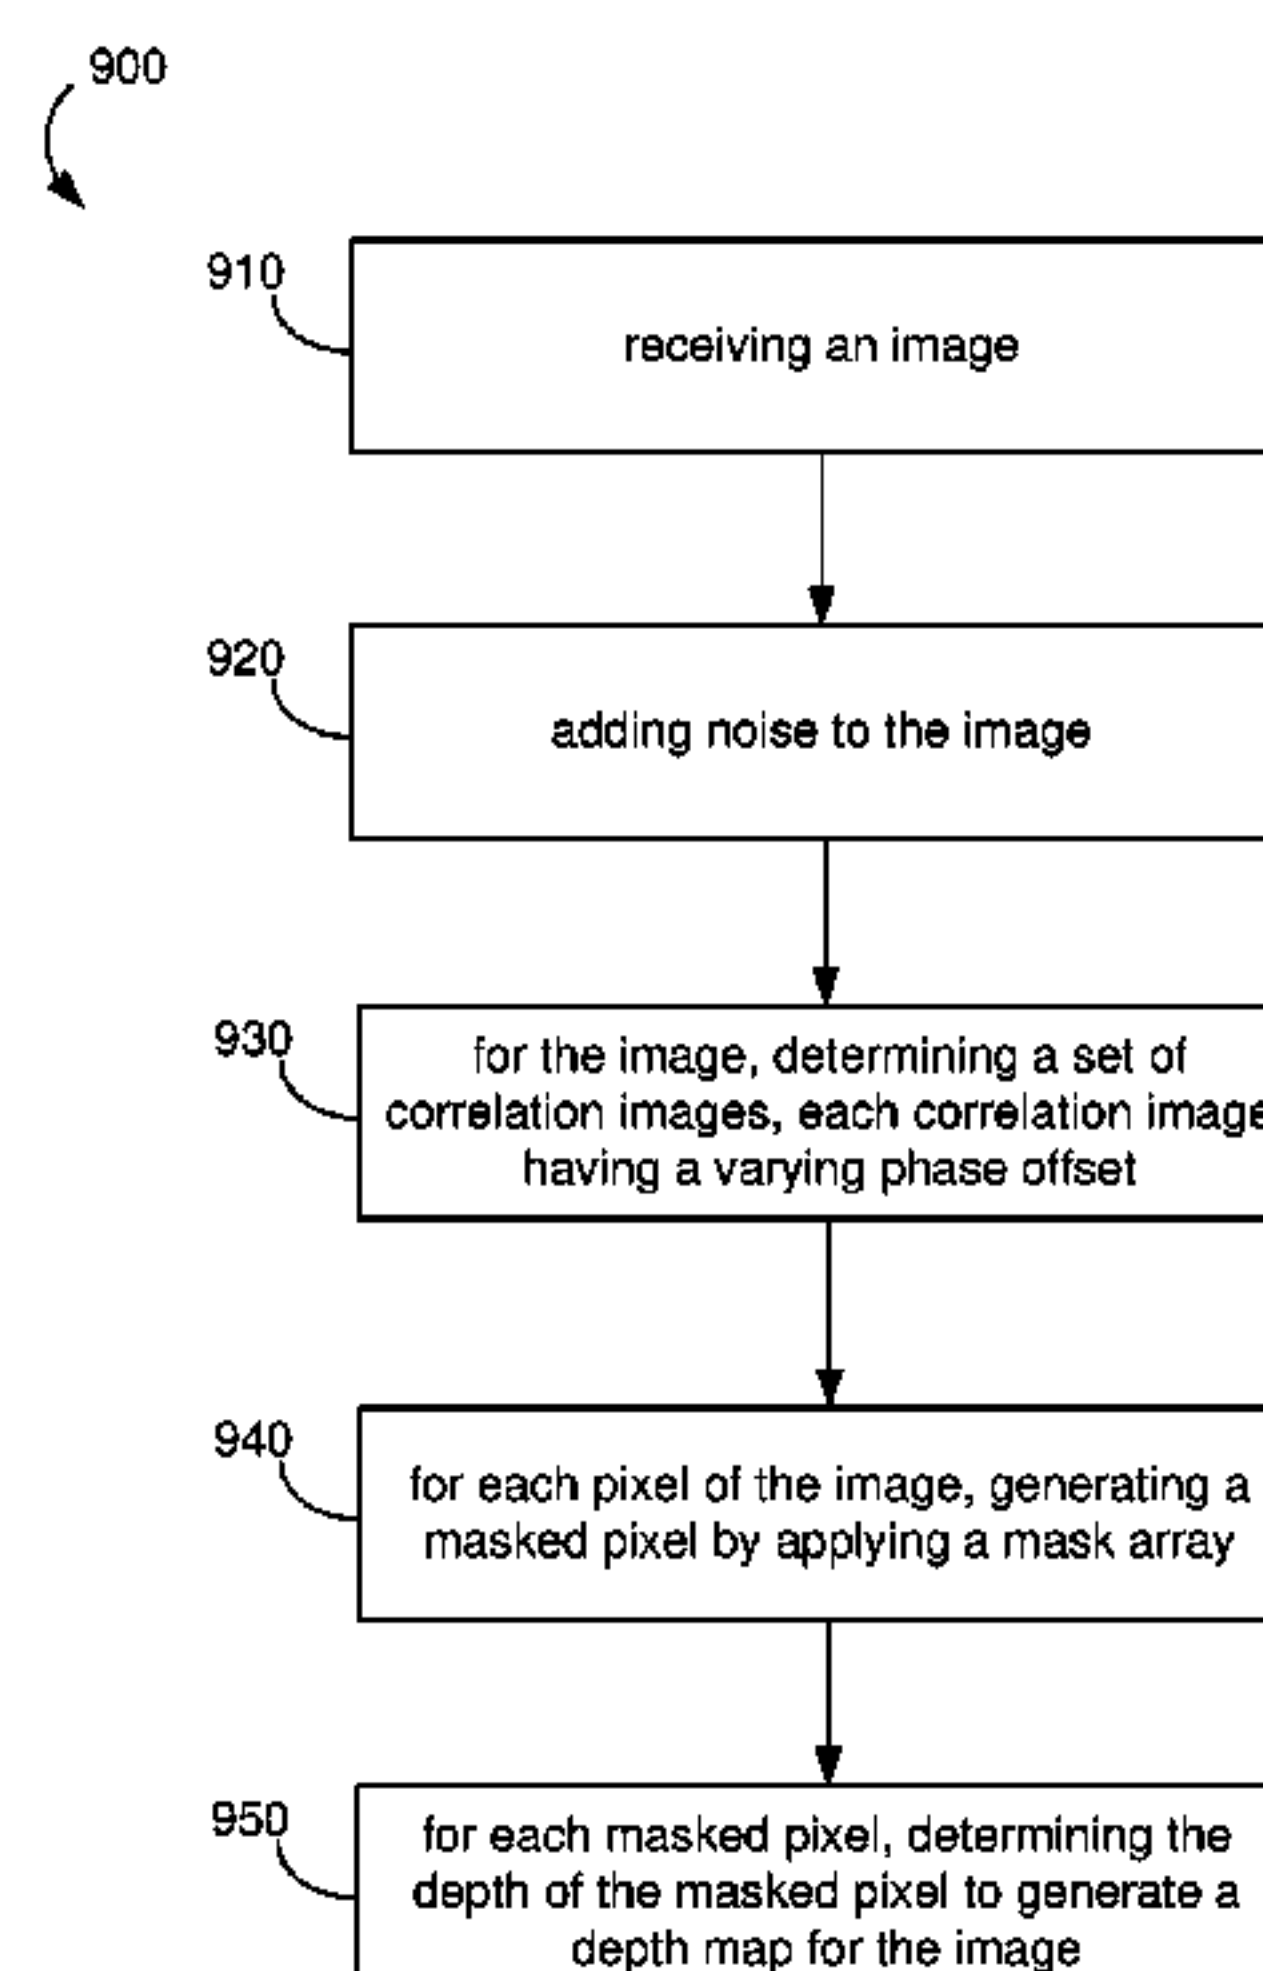 900
910
receiving an image
920
adding noise to the image
930
for the image, determining a set of
correlation images, each correlation image
having a varying phase offset
940
for each pixel of the image, generating a
masked pixel by applying a mask array
950
for each masked pixel, determining the
depth of the masked pixel to generate a
depth map for the image